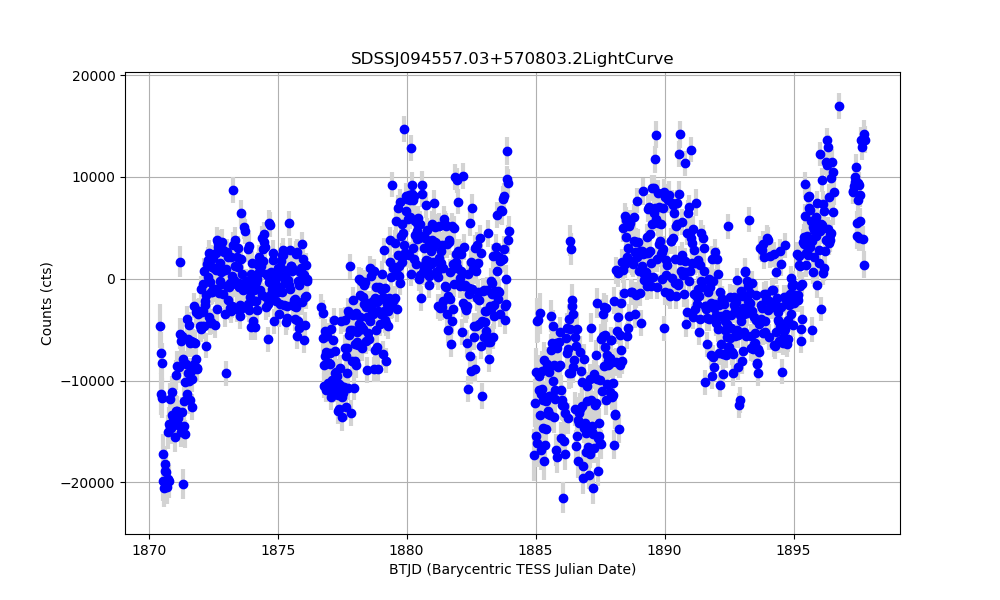 SDSSJ094557.03+570803.2LightCurve
20000
10000
0
−10000
−20000
Counts (cts)
1870 1875 1880 1885 1890 1895
BTJD (Barycentric TESS Julian Date)